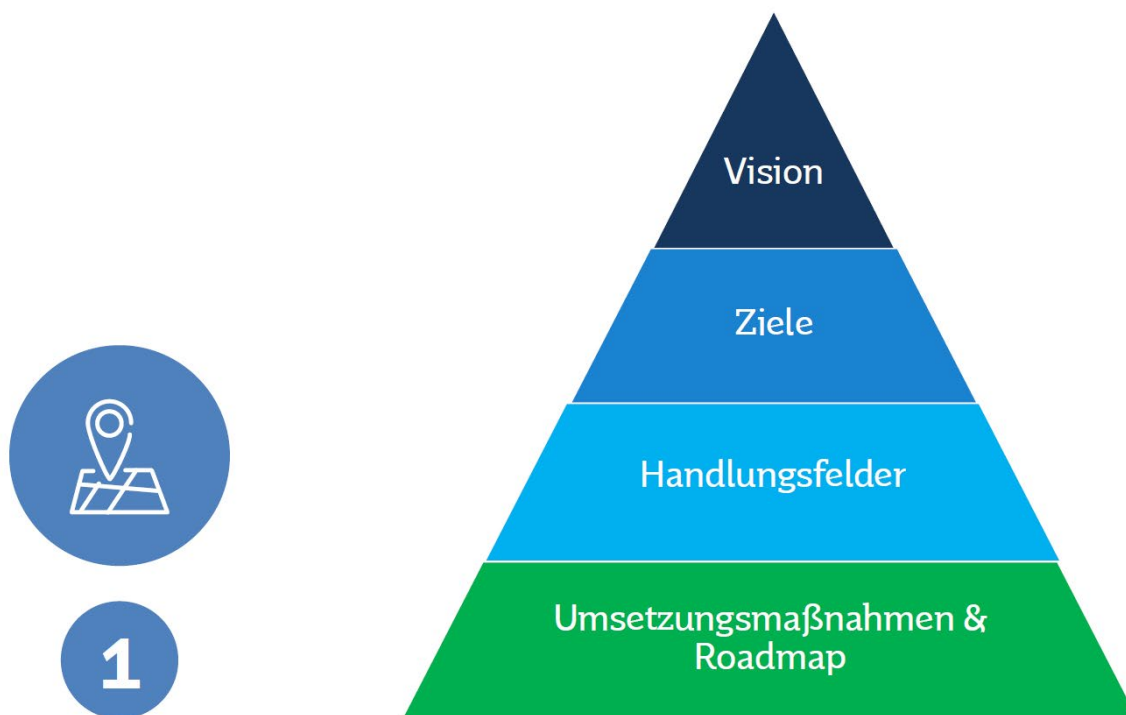 Vision
Ziele
Handlungsfelder
Umsetzungsmaßnahmen &
Roadmap
1